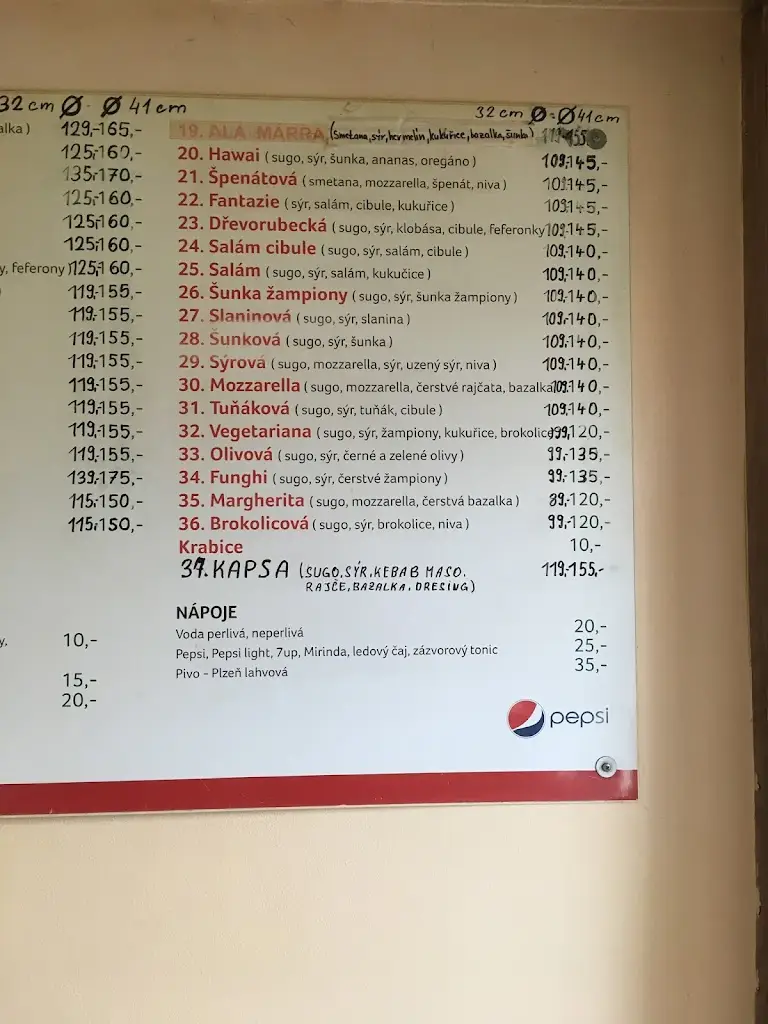 32 cm Ø - Ø 41 cm
alka) 129,-165,-
125,-160,-
135,-170,-
125,-160,-
125,-160,-
125,-160,-
y, feferony) 125,-160,-
119,-155,-
119,-155,-
119,-155,-
119,-155,-
119,-155,-
119,-155,-
119,-155,-
119,-155,-
139,-175,-
115,-150,-
115,-150,-
y, 10,-
15,-
20,-
32 cm Ø - Ø 41 cm
19. ALA MARRA (smetana, sýr, hermelín, kukuřice, bazalka, šunka) 119,-155
20. Hawai ( sugo, sýr, šunka, ananas, oregáno ) 109,-145,-
21. Špenátová ( smetana, mozzarella, špenát, niva ) 109,-145,-
22. Fantazie ( sýr, salám, cibule, kukuřice ) 109,-145,-
23. Dřevorubecká ( sugo, sýr, klobása, cibule, feferonky 109,-145,-
24. Salám cibule ( sugo, sýr, salám, cibule ) 109,-140,-
25. Salám ( sugo, sýr, salám, kukučice ) 109,-140,-
26. Šunka žampiony ( sugo, sýr, šunka žampiony ) 109,-140,-
27. Slaninová ( sugo, sýr, slanina ) 109,-140,-
28. Šunková ( sugo, sýr, šunka ) 109,-140,-
29. Sýrová ( sugo, mozzarella, sýr, uzený sýr, niva ) 109,-140,-
30. Mozzarella ( sugo, mozzarella, čerstvé rajčata, bazalka 109,-140,-
31. Tuňáková ( sugo, sýr, tuňák, cibule ) 109,-140,-
32. Vegetariana ( sugo, sýr, žampiony, kukuřice, brokolice 99,-120,-
33. Olivová ( sugo, sýr, černé a zelené olivy ) 99,-135,-
34. Funghi ( sugo, sýr, čerstvé žampiony ) 99,-135,-
35. Margherita ( sugo, mozzarella, čerstvá bazalka ) 89,-120,-
36. Brokolicová ( sugo, sýr, brokolice, niva ) 99,-120,-
Krabice 10,-
37. KAPSA (SUGO, SÝR, KEBAB MASO, 119,-155,-
RAJČE, BAZALKA, DRESING)
NÁPOJE
Voda perlivá, neperlivá 20,-
Pepsi, Pepsi light, 7up, Mirinda, ledový čaj, zázvorový tonic 25,-
Pivo - Plzeň lahvová 35,-
pepsi